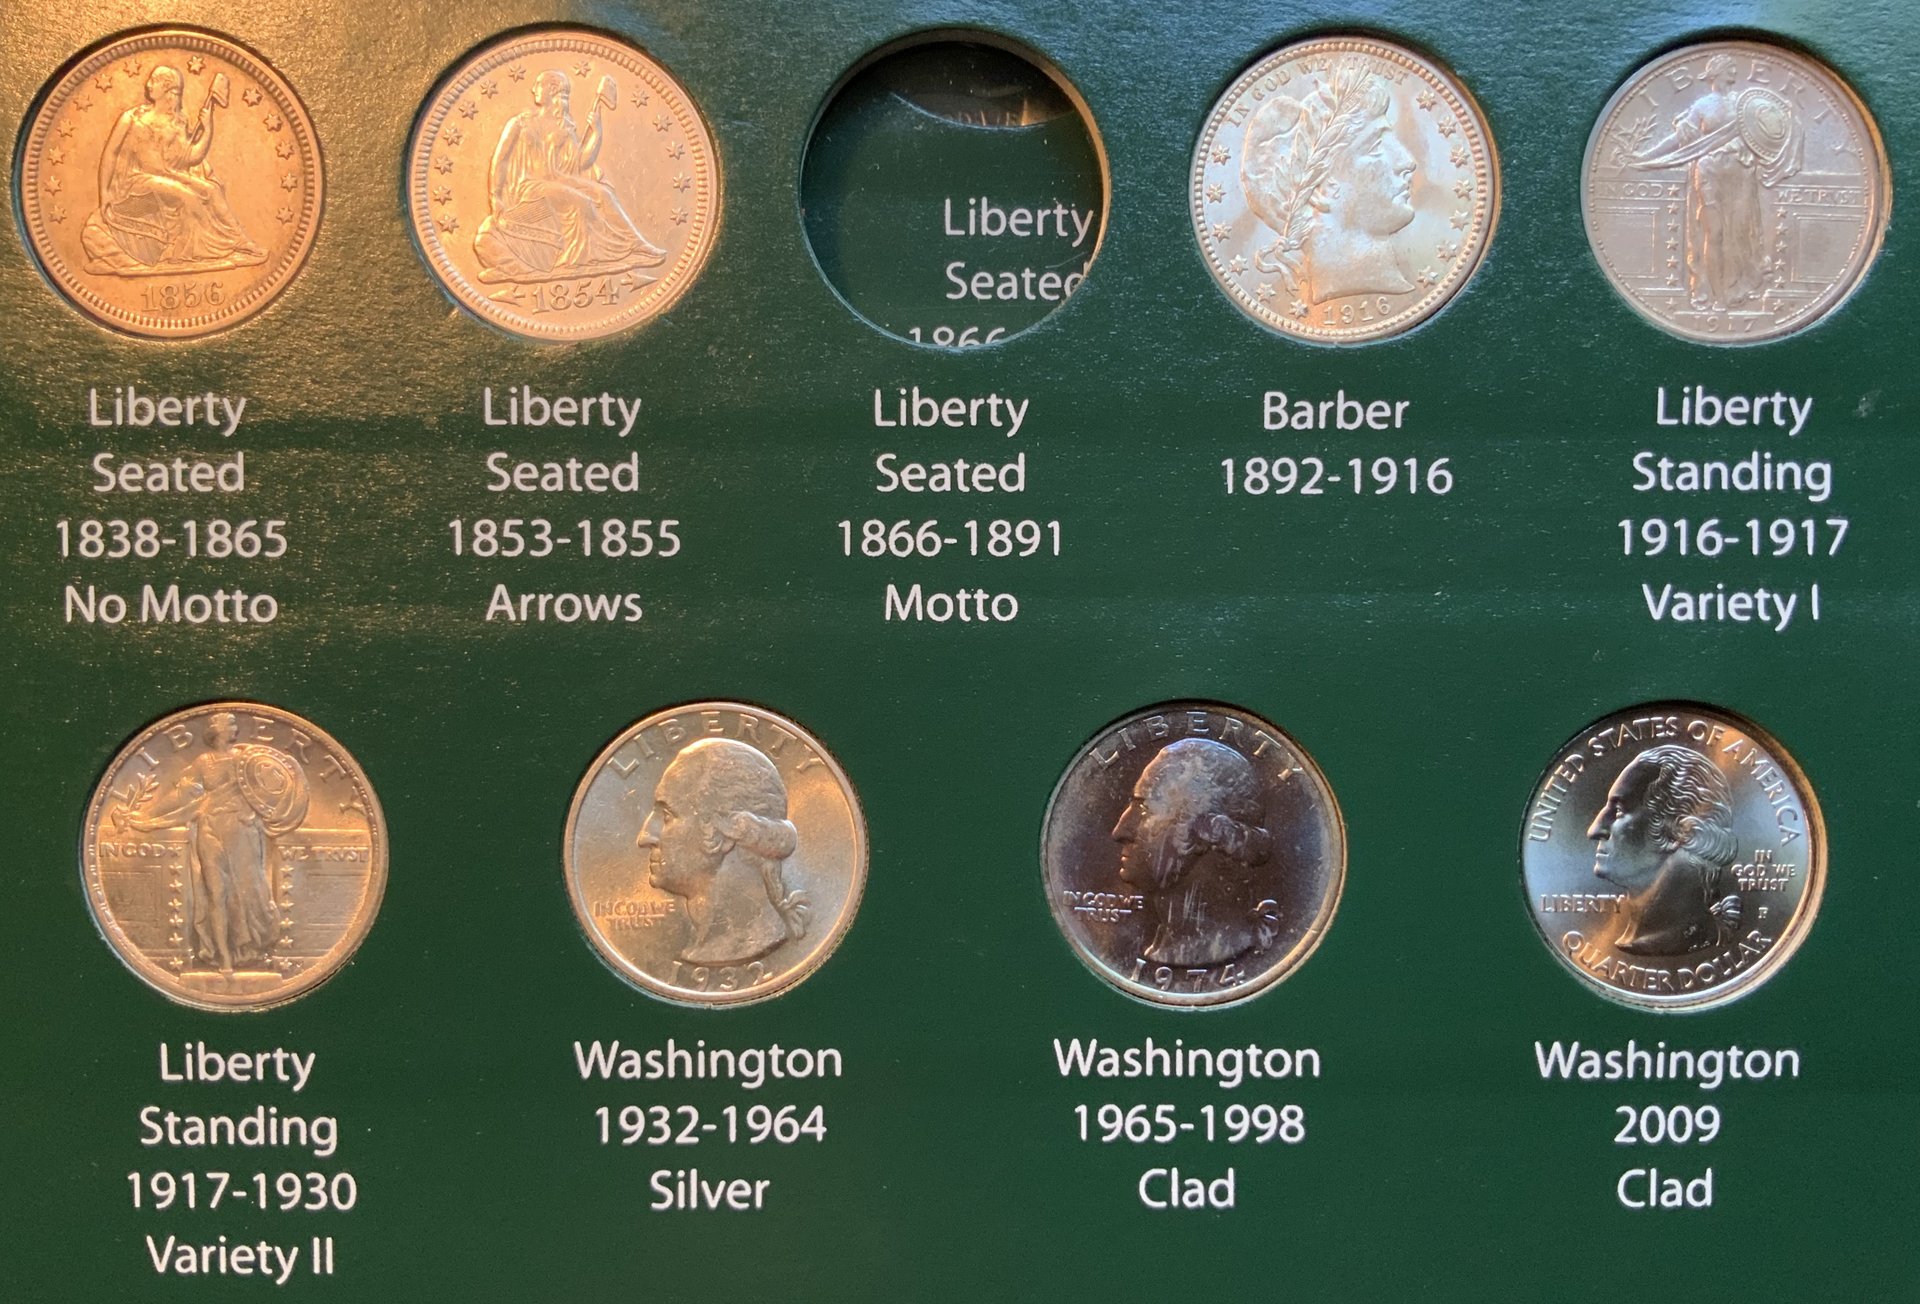 1856
1854
Liberty
Seated
1866
IN GOD WE TRUST
1916
LIBERTY
IN GOD WE TRUST
1917
Liberty
Seated
1838-1865
No Motto
Liberty
Seated
1853-1855
Arrows
Liberty
Seated
1866-1891
Motto
Barber
1892-1916
Liberty
Standing
1916-1917
Variety I
LIBERTY
IN GOD WE TRUST
LIBERTY
IN GOD WE
TRUST
1932
LIBERTY
IN GOD WE
TRUST
1974
UNITED STATES OF AMERICA
IN
GOD WE
TRUST
LIBERTY
P
QUARTER DOLLAR
Liberty
Standing
1917-1930
Variety II
Washington
1932-1964
Silver
Washington
1965-1998
Clad
Washington
2009
Clad